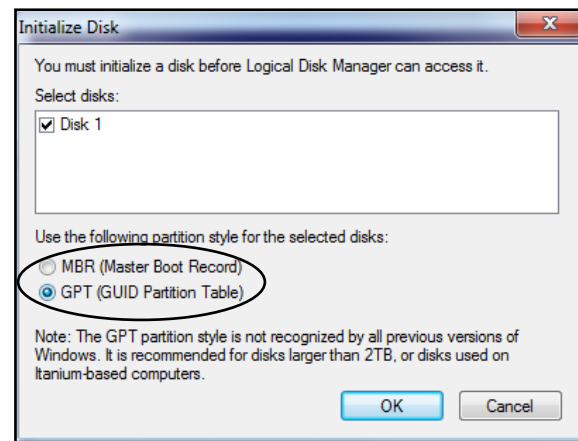 Initialize Disk
You must initialize a disk before Logical Disk Manager can access it.
Select disks:
Disk 1
Use the following partition style for the selected disks:
MBR (Master Boot Record)
GPT (GUID Partition Table)
Note: The GPT partition style is not recognized by all previous versions of
Windows. It is recommended for disks larger than 2TB, or disks used on
Itanium-based computers.
OK Cancel